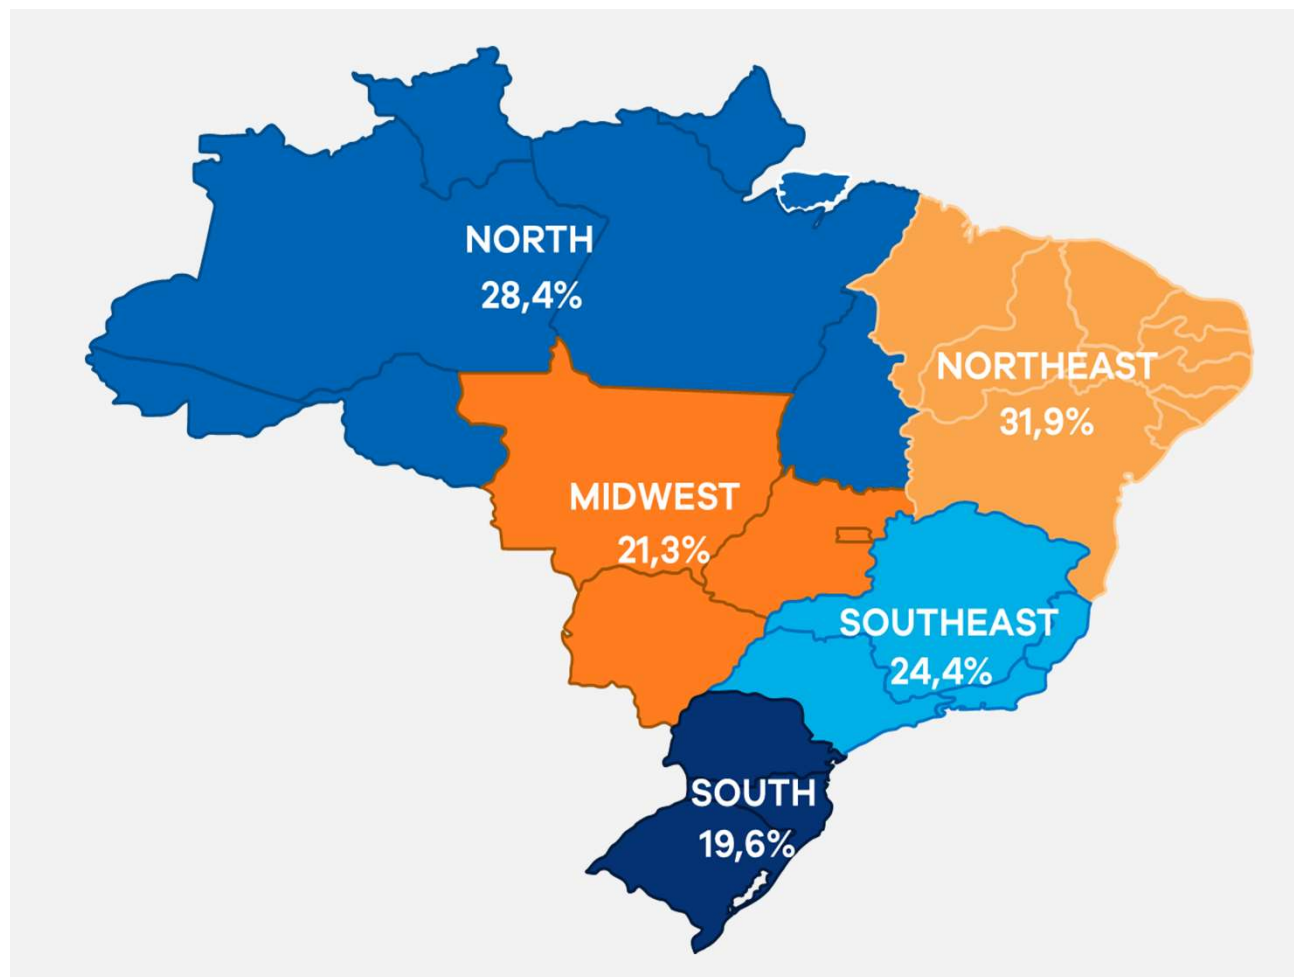 NORTH
28,4%
NORTHEAST
31,9%
MIDWEST
21,3%
SOUTHEAST
24,4%
SOUTH
19,6%